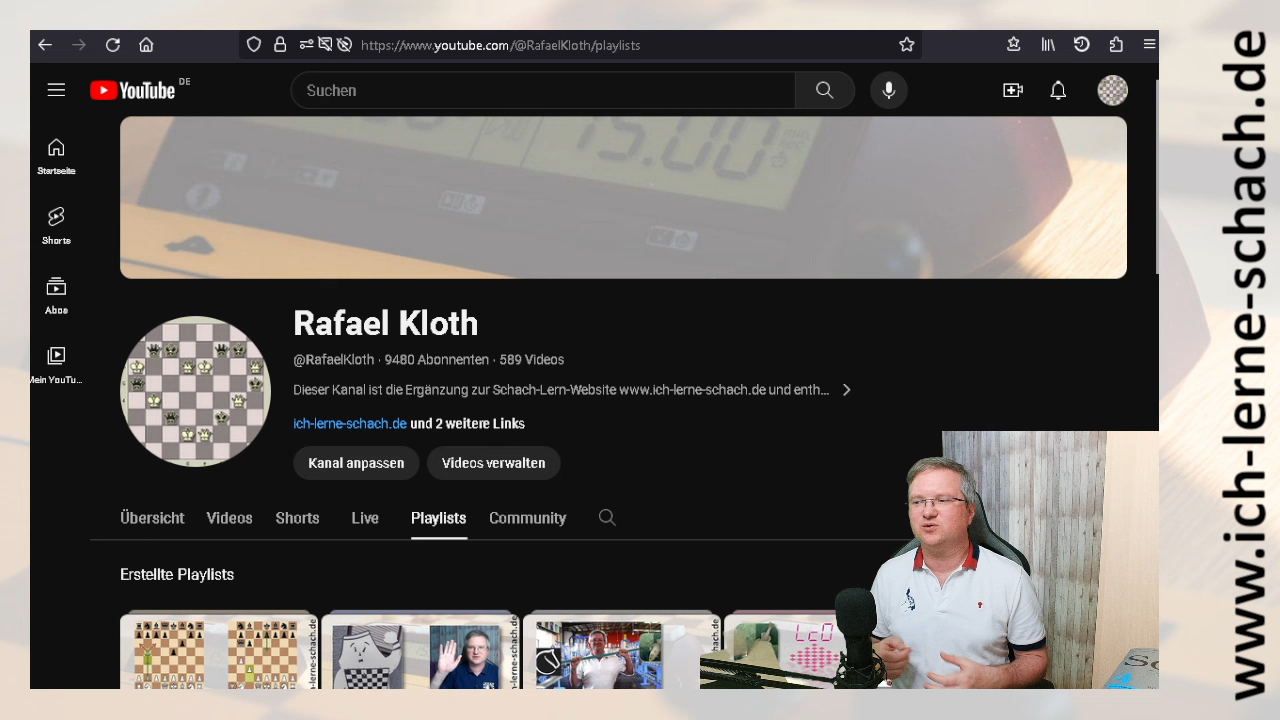 https://www.youtube.com/@RafaelKloth/playlists
YouTube DE
Suchen
15.00
Startseite
Shorts
Abos
Mein YouTu...
Rafael Kloth
@RafaelKloth · 9480 Abonnenten · 589 Videos
Dieser Kanal ist die Ergänzung zur Schach-Lern-Website www.ich-lerne-schach.de und enth...
ich-lerne-schach.de und 2 weitere Links
Kanal anpassen
Videos verwalten
Übersicht
Videos
Shorts
Live
Playlists
Community
Erstellte Playlists
Lc0
www.ich-lerne-schach.de